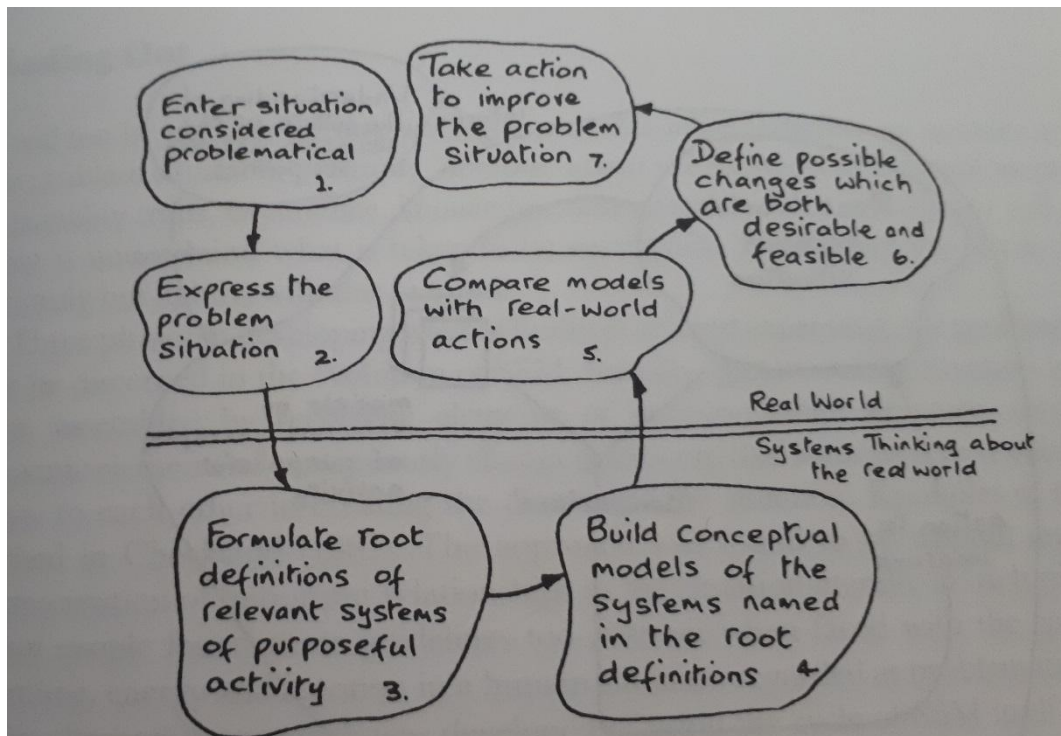 Enter situation
considered
problematical
1.
Express the
problem
situation 2.
Formulate root
definitions of
relevant systems
of purposeful
activity 3.
Build conceptual
models of the
systems named
in the root
definitions 4
Compare models
with real-world
actions 5.
Define possible
changes which
are both
desirable and
feasible 6.
Take action
to improve
the problem
situation 7.
Real World
Systems Thinking about
the real world